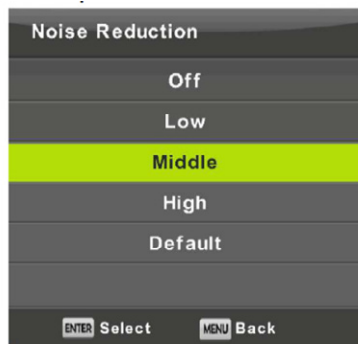 Noise Reduction
Off
Low
Middle
High
Default
ENTER Select MENU Back